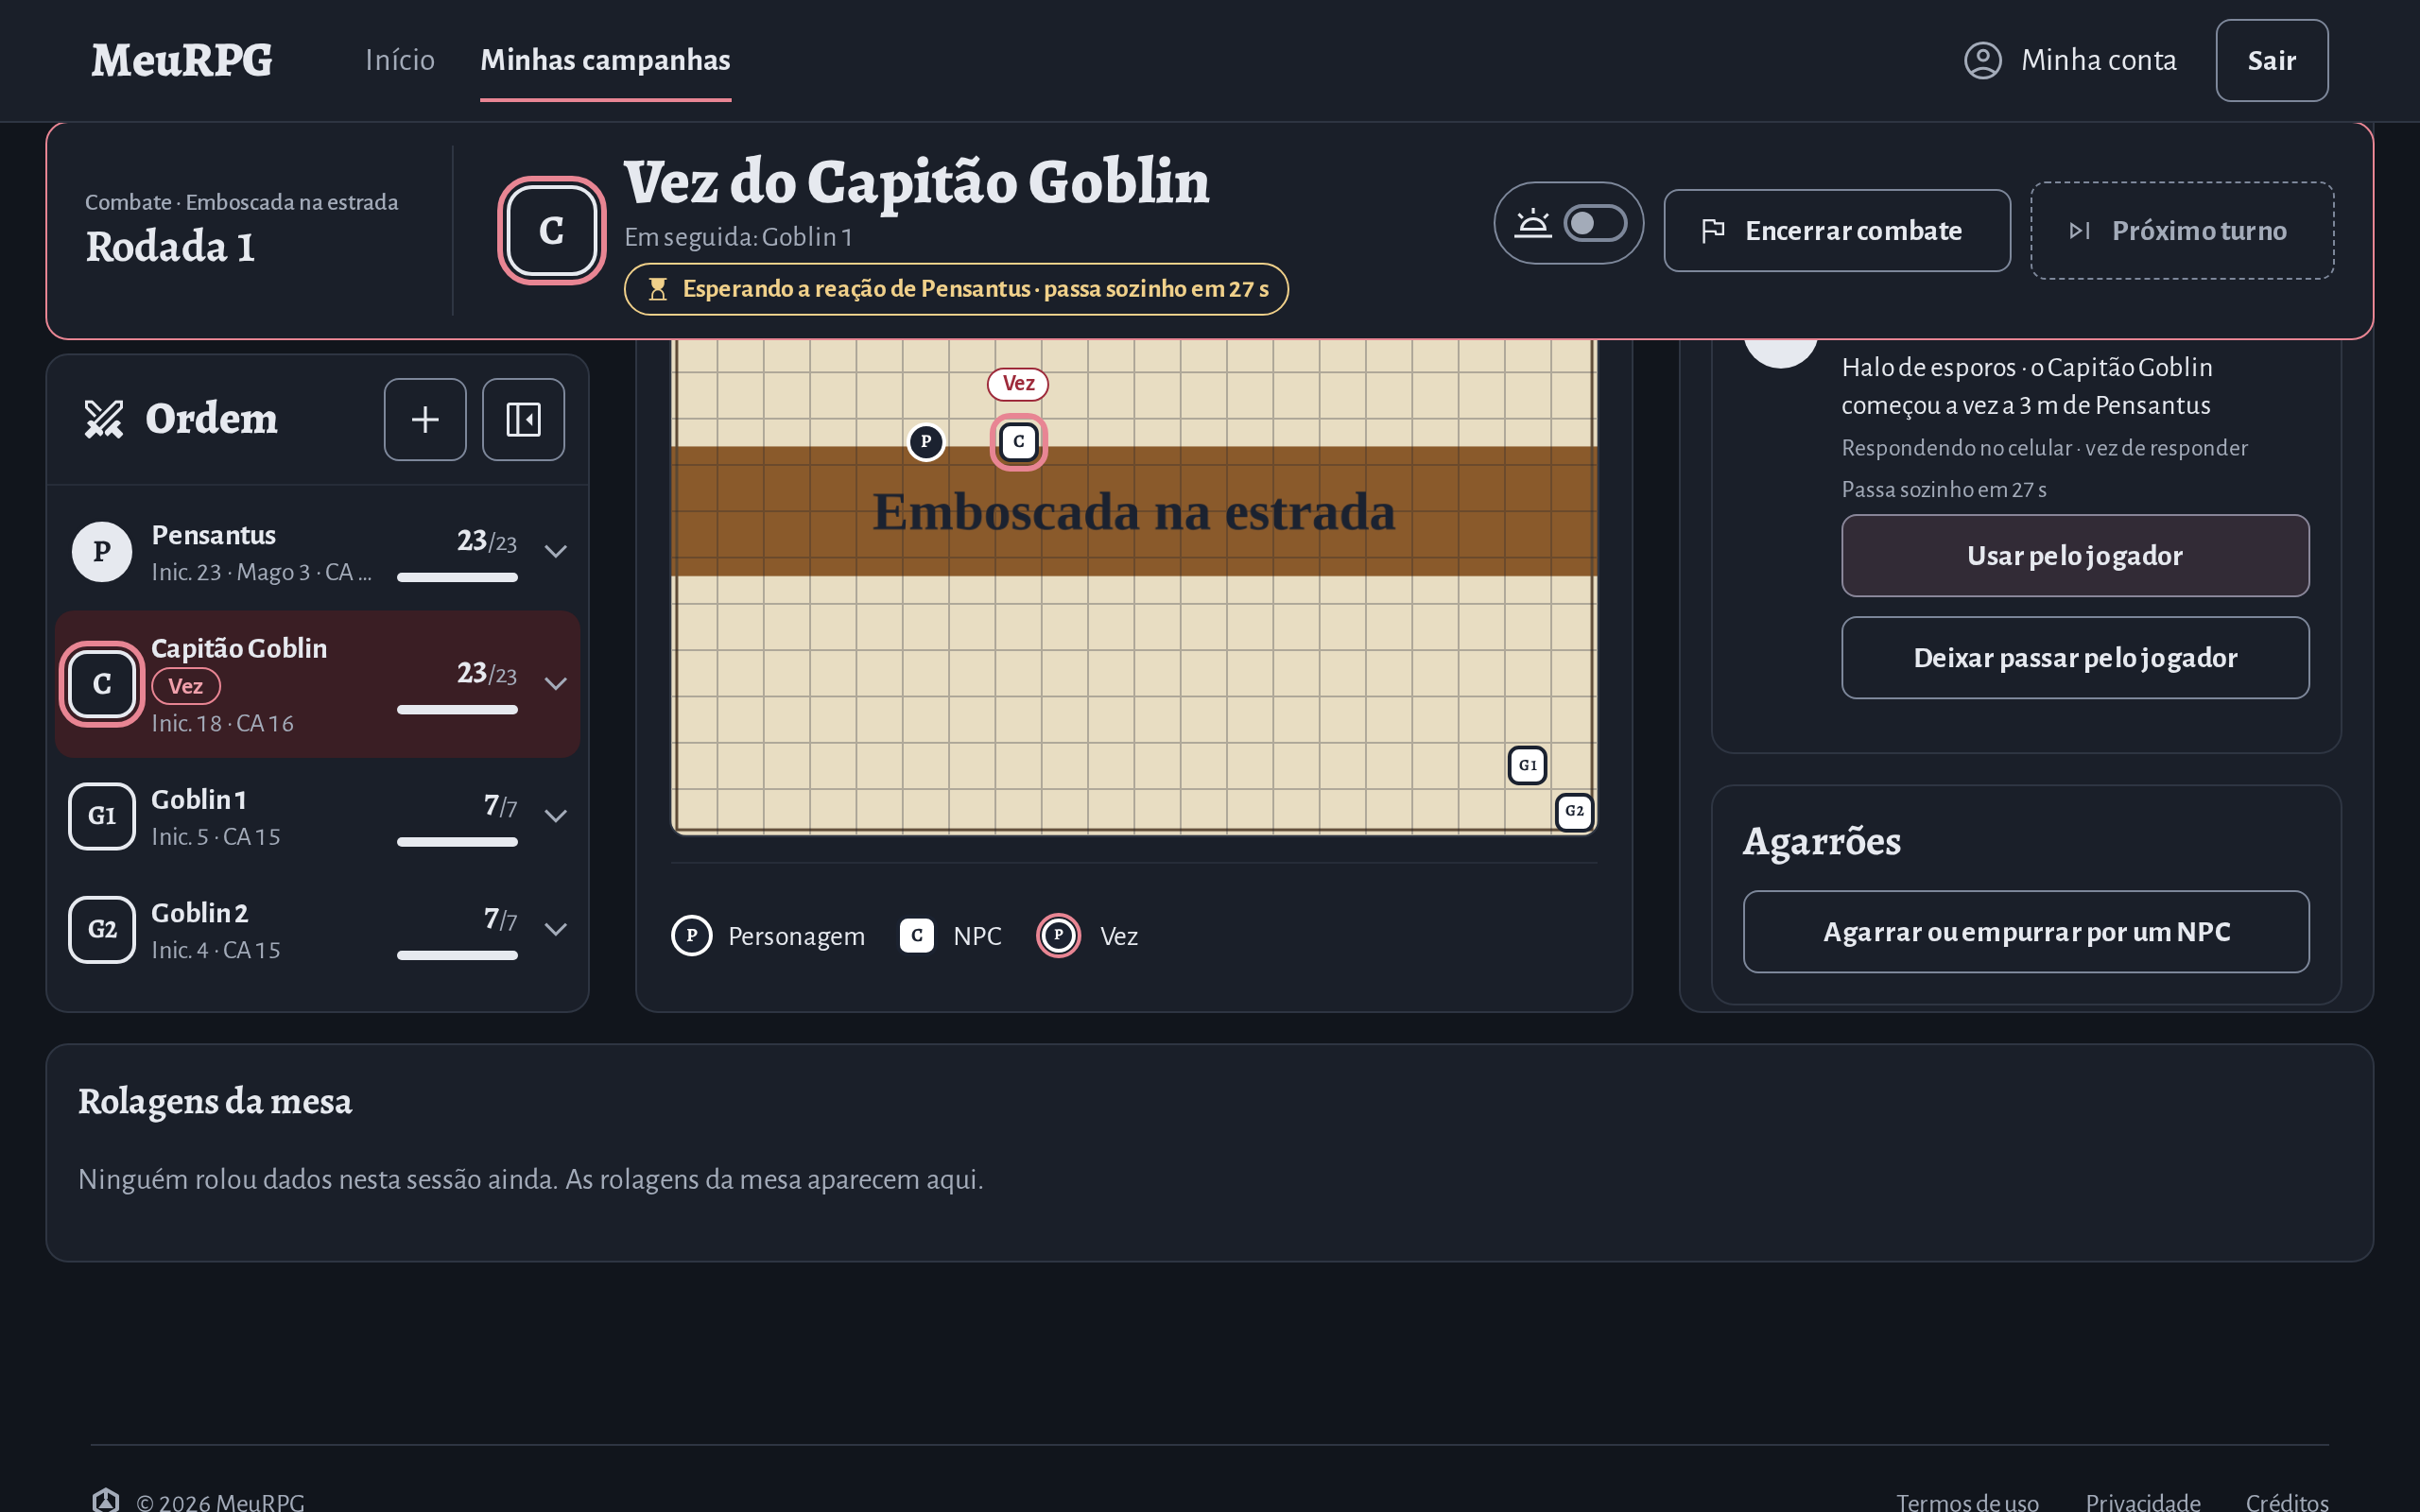 MeuRPG
Início
Minhas campanhas
Minha conta
Sair
Combate · Emboscada na estrada
Rodada 1
C
Vez do Capitão Goblin
Em seguida: Goblin 1
Esperando a reação de Pensantus · passa sozinho em 27 s
Encerrar combate
Próximo turno
Ordem
P
Pensantus
Inic. 23 · Mago 3 · CA ...
23/23
C
Capitão Goblin
Vez
Inic. 18 · CA 16
23/23
G1
Goblin 1
Inic. 5 · CA 15
7/7
G2
Goblin 2
Inic. 4 · CA 15
7/7
Vez
P
C
Emboscada na estrada
G1
G2
P
Personagem
C
NPC
P
Vez
Halo de esporos · o Capitão Goblin
começou a vez a 3 m de Pensantus
Respondendo no celular · vez de responder
Passa sozinho em 27 s
Usar pelo jogador
Deixar passar pelo jogador
Agarrões
Agarrar ou empurrar por um NPC
Rolagens da mesa
Ninguém rolou dados nesta sessão ainda. As rolagens da mesa aparecem aqui.
© 2026 MeuRPG
Termos de uso
Privacidade
Créditos